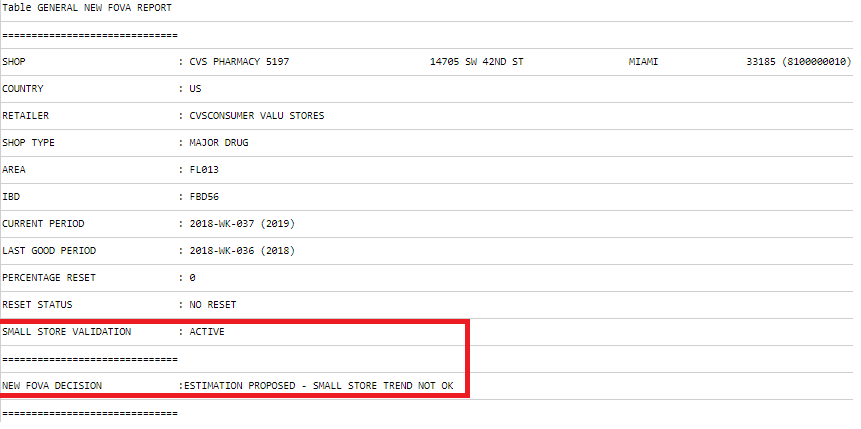 Table GENERAL NEW FOVA REPORT
==============================
SHOP : CVS PHARMACY 5197 14705 SW 42ND ST MIAMI 33185 (8100000010)
COUNTRY : US
RETAILER : CVSCONSUMER VALU STORES
SHOP TYPE : MAJOR DRUG
AREA : FL013
IBD : FBD56
CURRENT PERIOD : 2018-WK-037 (2019)
LAST GOOD PERIOD : 2018-WK-036 (2018)
PERCENTAGE RESET : 0
RESET STATUS : NO RESET
SMALL STORE VALIDATION : ACTIVE
==============================
NEW FOVA DECISION :ESTIMATION PROPOSED - SMALL STORE TREND NOT OK
==============================